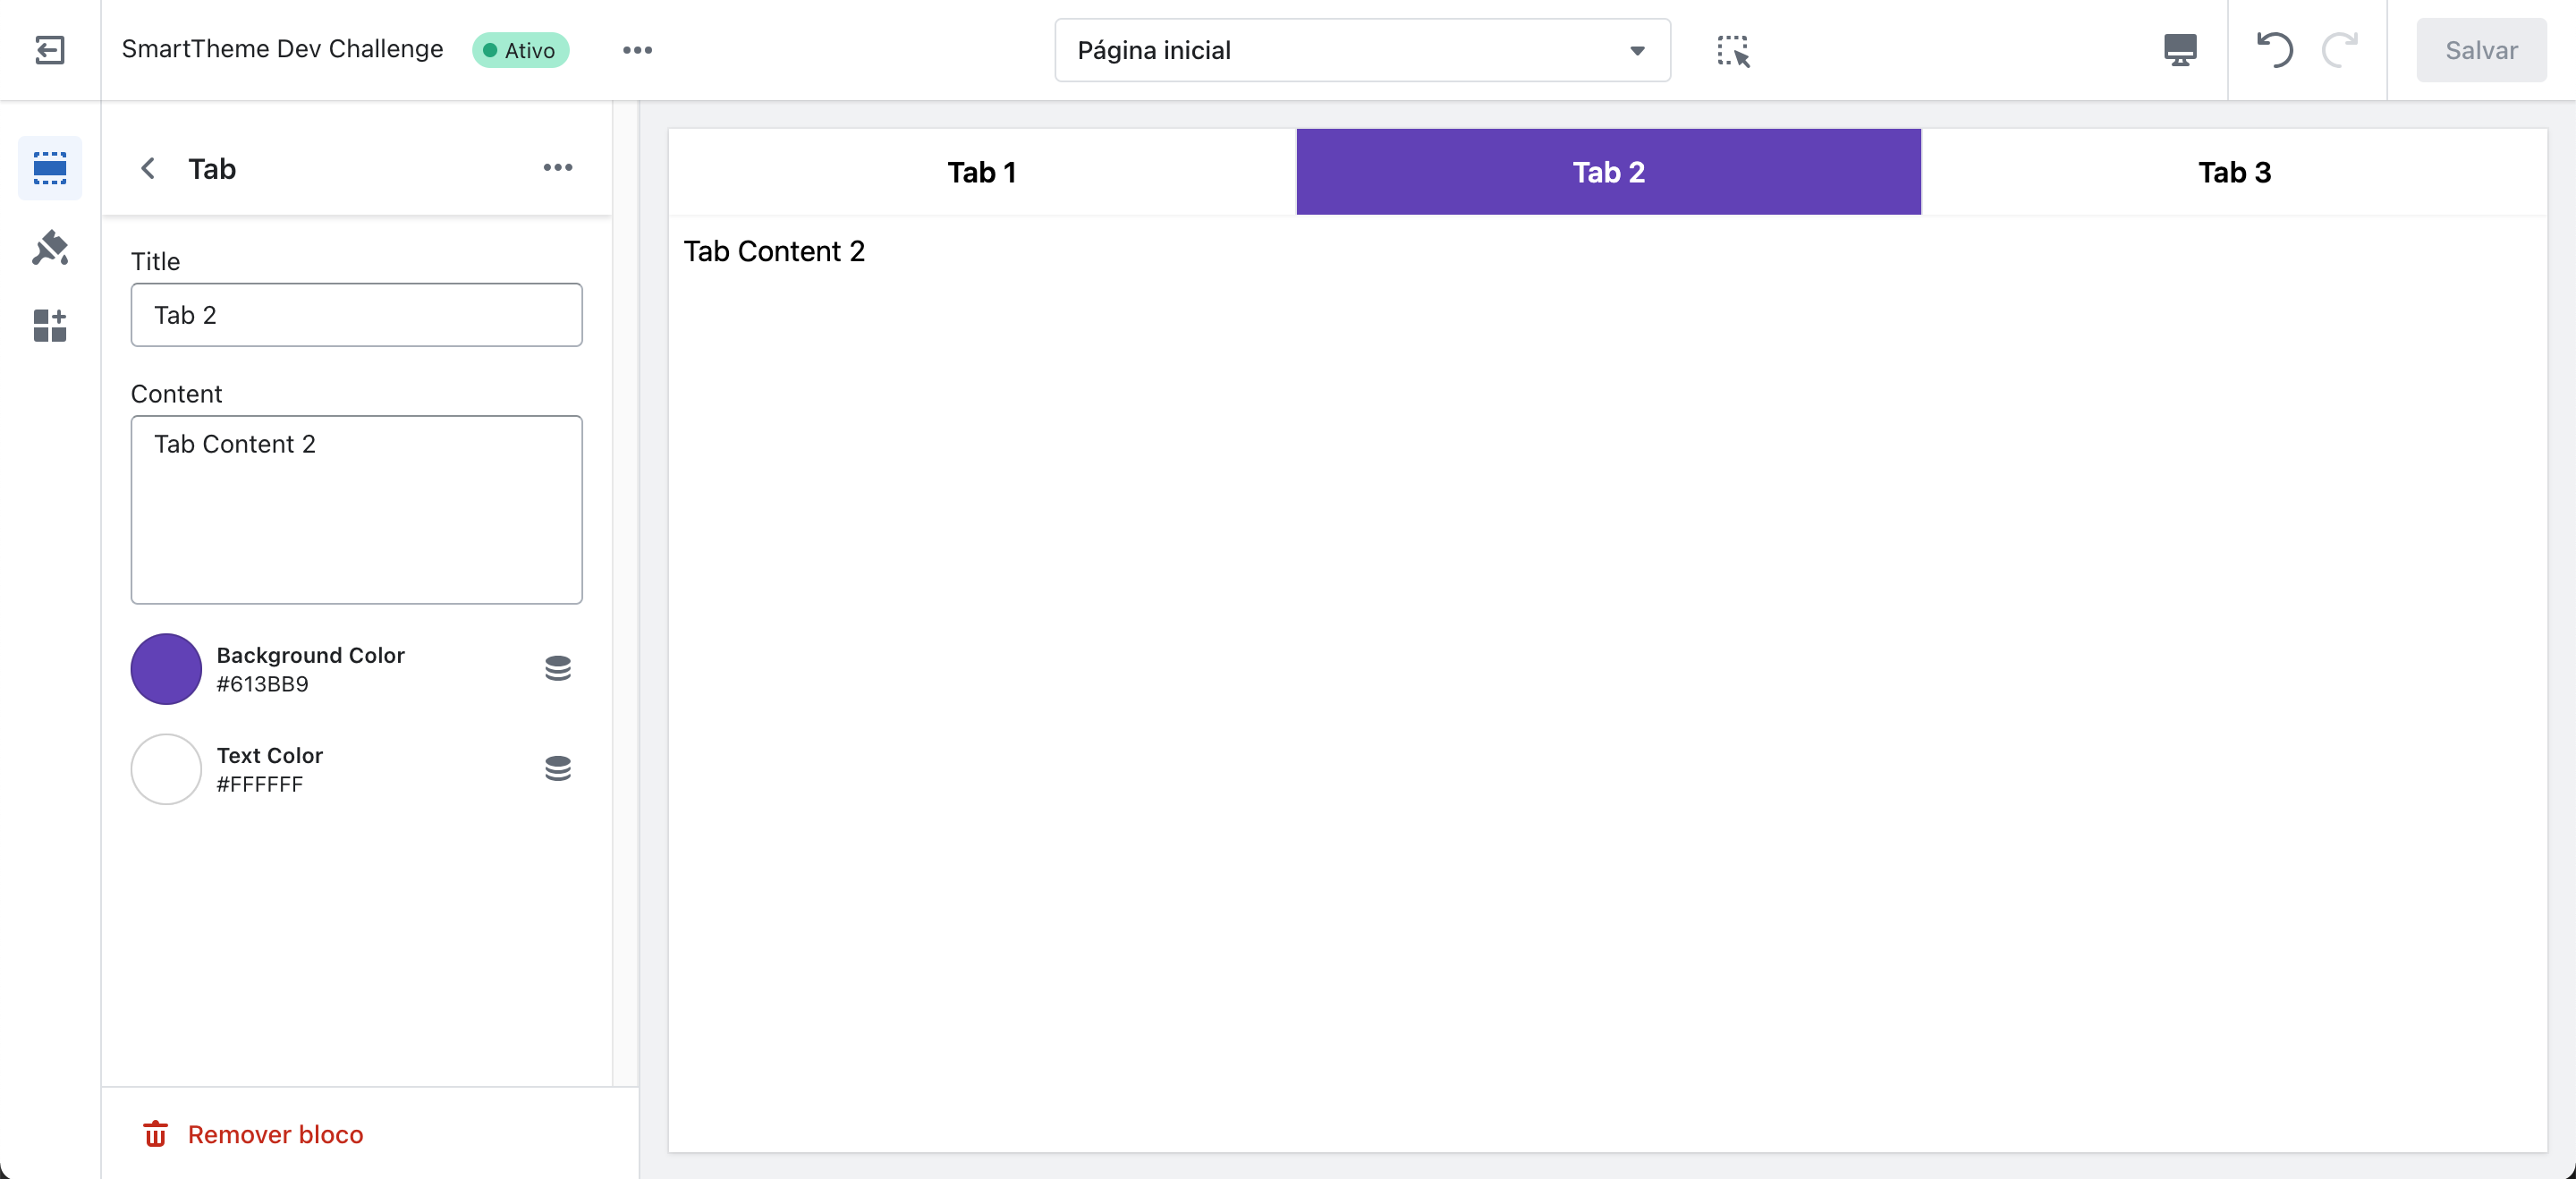 SmartTheme Dev Challenge
Ativo
Página inicial
Salvar
Tab
Title
Tab 2
Content
Tab Content 2
Background Color
#613BB9
Text Color
#FFFFFF
Remover bloco
Tab 1
Tab 2
Tab 3
Tab Content 2